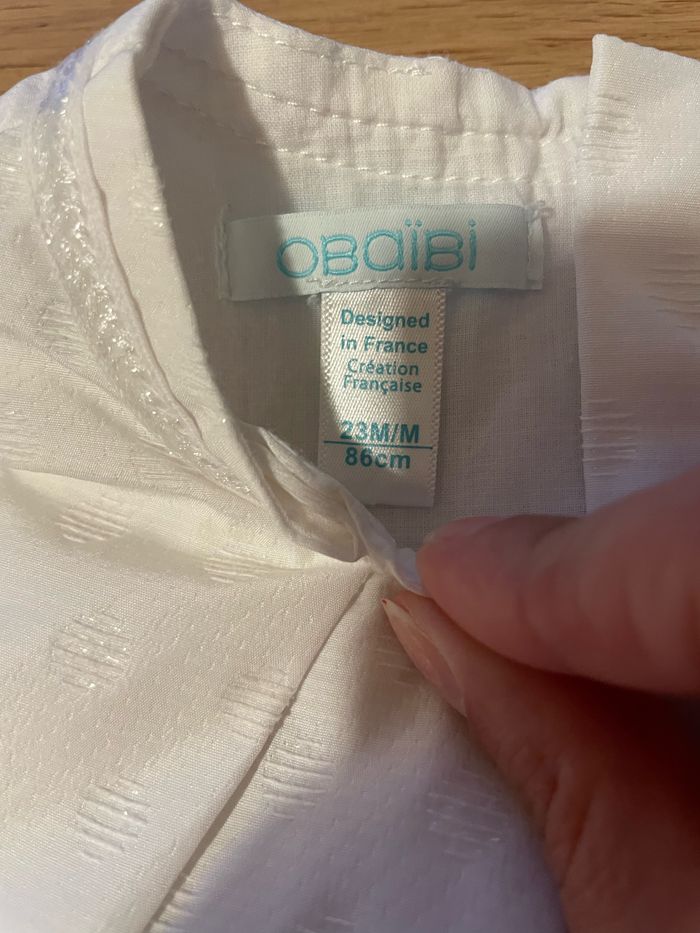 OBaïBi
Designed
in France
Création
Française
23M/M
86cm